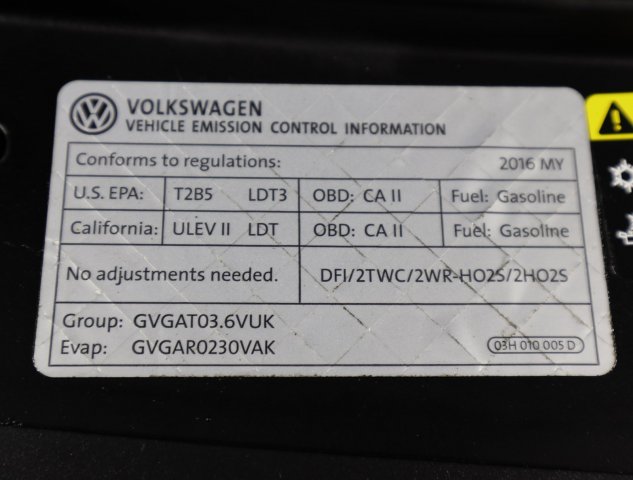 VOLKSWAGEN
VEHICLE EMISSION CONTROL INFORMATION
Conforms to regulations: 2016 MY
U.S. EPA: T2B5 LDT3 OBD: CA II Fuel: Gasoline
California: ULEV II LDT OBD: CA II Fuel: Gasoline
No adjustments needed. DFI/2TWC/2WR-HO2S/2HO2S
Group: GVGAT03.6VUK
Evap: GVGAR0230VAK
03H 010 005 D